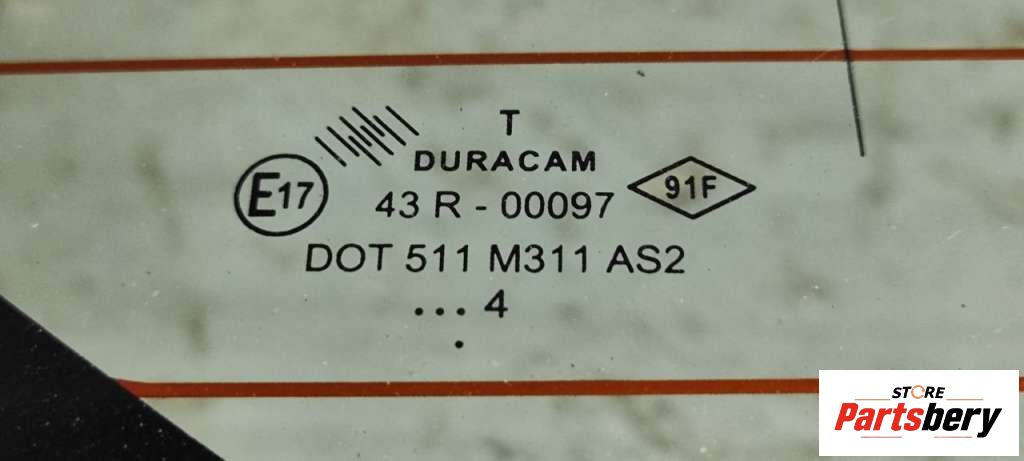 T
DURACAM
E17
43 R - 00097
91F
DOT 511 M311 AS2
... 4
.
STORE
Partsbery